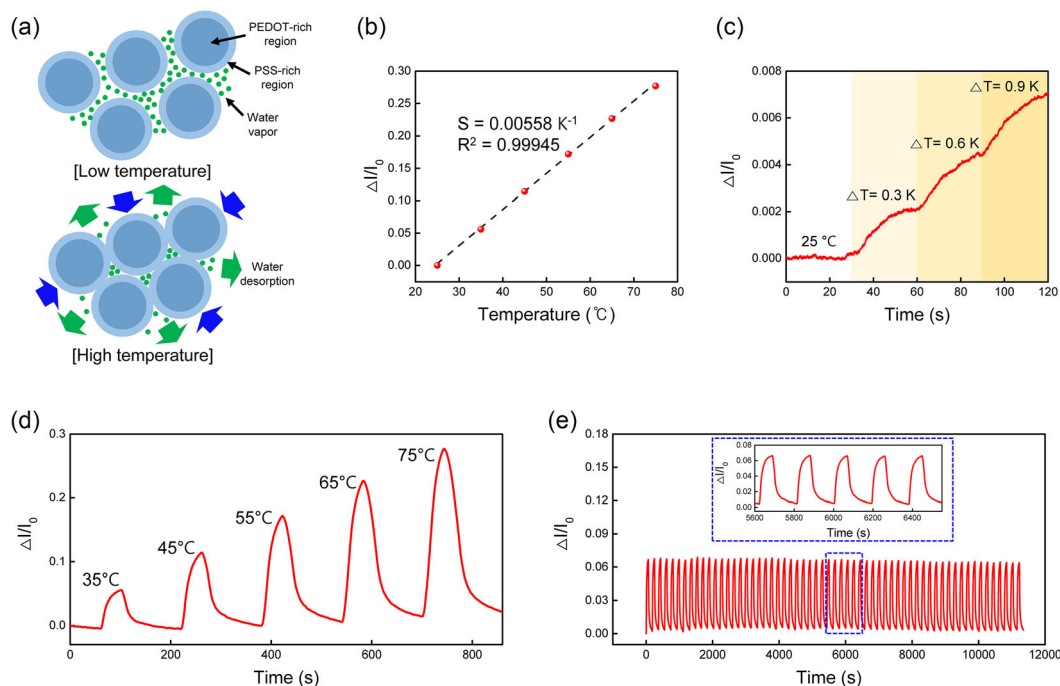 (a)
PEDOT-rich
region
PSS-rich
region
Water
vapor
[Low temperature]
Water
desorption
[High temperature]
(b)
0.30
0.25
0.20
0.15
0.10
0.05
0.00
S = 0.00558 K⁻¹
R² = 0.99945
20 30 40 50 60 70 80
Temperature (℃)
ΔI/I₀
(c)
0.008
0.006
0.004
0.002
0.000
25 ℃
△ T= 0.3 K
△ T= 0.6 K
△ T= 0.9 K
0 20 40 60 80 100 120
Time (s)
△I/I₀
(d)
0.3
0.2
0.1
0.0
35°C
45°C
55°C
65°C
75°C
0 200 400 600 800
Time (s)
△I/I₀
(e)
0.18
0.15
0.12
0.09
0.06
0.03
0.00
0 2000 4000 6000 8000 10000 12000
Time (s)
△I/I₀
0.08
0.06
0.04
0.02
0.00
5600 5800 6000 6200 6400
Time (s)
△I/I₀